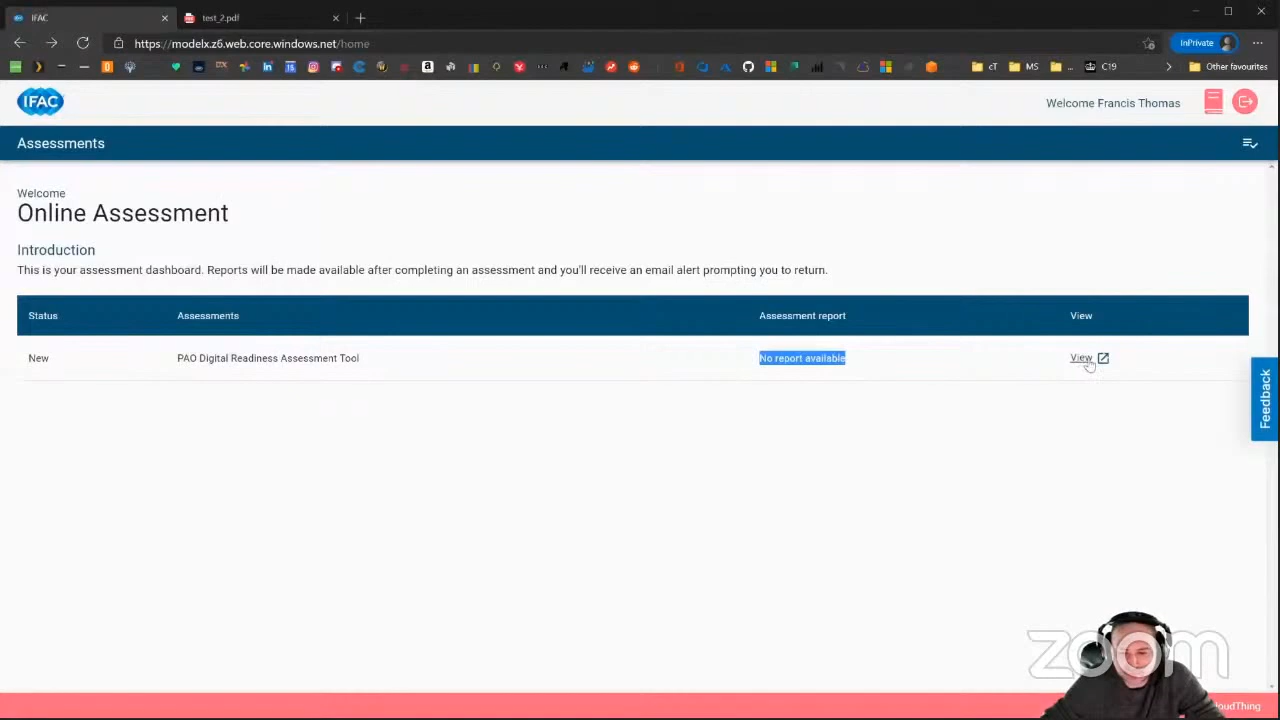 IFAC
test_2.pdf
https://modelx.z6.web.core.windows.net/home
InPrivate
cT
MS
C19
Other favourites
IFAC
Welcome Francis Thomas
Assessments
Welcome
Online Assessment
Introduction
This is your assessment dashboard. Reports will be made available after completing an assessment and you'll receive an email alert prompting you to return.
Status Assessments Assessment report View
New PAO Digital Readiness Assessment Tool No report available View
Feedback
zoom
loudThing